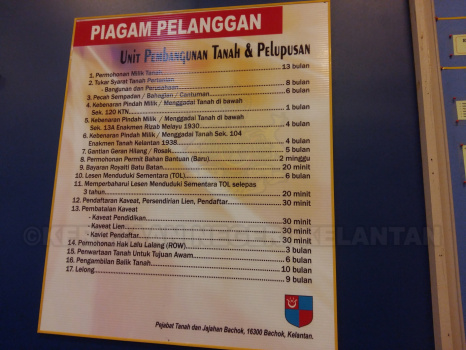 PIAGAM PELANGGAN
UNIT PEMBANGUNAN TANAH & PELUPUSAN
1. Permohonan Milik Tanah 13 bulan
2. Tukar Syarat Tanah Pertanian
- Bangunan dan Perusahaan 8 bulan
3. Pecah Sempadan / Bahagian / Cantuman 6 bulan
4. Kebenaran Pindah Milik / Menggadai Tanah di bawah
Sek. 120 KTN 1 bulan
5. Kebenaran Pindah Milik / Menggadai Tanah di bawah
Sek. 13A Enakmen Rizab Melayu 1930 4 bulan
6. Kebenaran Pindah Milik / Menggadai Tanah Sek. 104
Enakmen Tanah Kelantan 1938 4 bulan
7. Gantian Geran Hilang / Rosak 5 bulan
8. Permohonan Permit Bahan Bantuan (Baru) 2 minggu
9. Bayaran Royalti Batu Batan 20 minit
10. Lesen Menduduki Sementara (TOL) 6 bulan
11. Memperbaharui Lesen Menduduki Sementara TOL selepas
3 tahun 20 minit
12. Pendaftaran Kaveat, Persendirian Lien, Pendaftar 30 minit
13. Pembatalan Kaveat
- Kaveat Pendidikan 30 minit
- Kaveat Lien 30 minit
- Kaviat Pendaftar 30 minit
14. Permohonan Hak Lalu Lalang (ROW) 3 bulan
15. Pewartaan Tanah Untuk Tujuan Awam 6 bulan
16. Pengambilan Balik Tanah 10 bulan
17. Lelong 9 bulan
Pejabat Tanah dan Jajahan Bachok, 16300 Bachok, Kelantan.